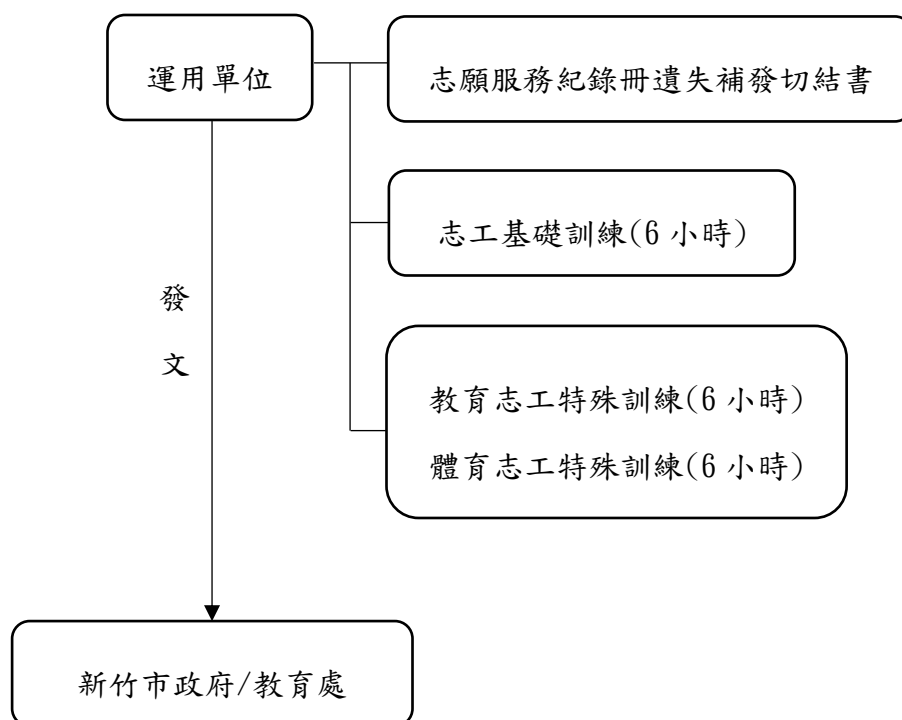 運用單位
志願服務紀錄冊遺失補發切結書
志工基礎訓練(6 小時)
發
文
教育志工特殊訓練(6 小時)
體育志工特殊訓練(6 小時)
新竹市政府/教育處